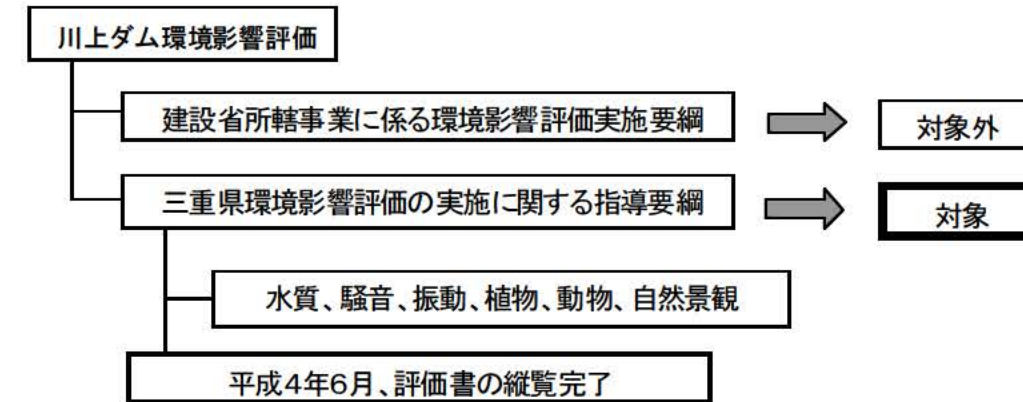 川上ダム環境影響評価
建設省所轄事業に係る環境影響評価実施要綱
対象外
三重県環境影響評価の実施に関する指導要綱
対象
水質、騒音、振動、植物、動物、自然景観
平成4年6月、評価書の縦覧完了